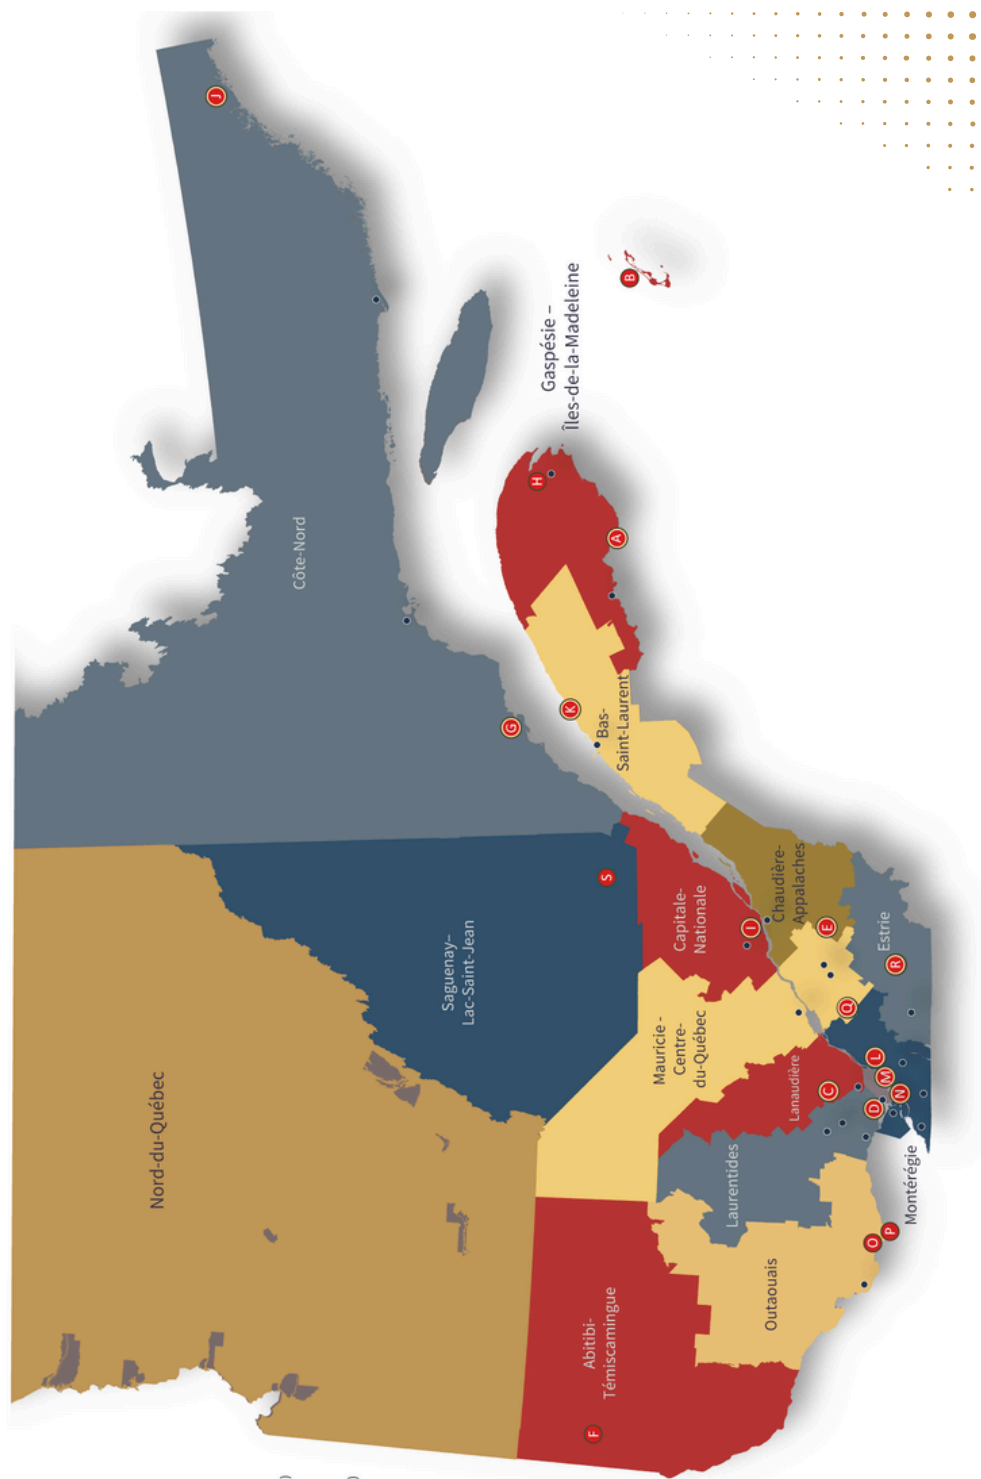 J
B
Gaspésie –
Îles-de-la-Madeleine
Côte-Nord
H
A
G
K
Bas-
Saint-Laurent
S
Saguenay–
Lac-Saint-Jean
Capitale-
Nationale
I
Chaudière-
Appalaches
E
Estrie
R
Q
Nord-du-Québec
Mauricie -
Centre-
du-Québec
Lanaudière
C
L
M
N
D
Laurentides
Montérégie
O
P
Outaouais
Abitibi-
Témiscamingue
F